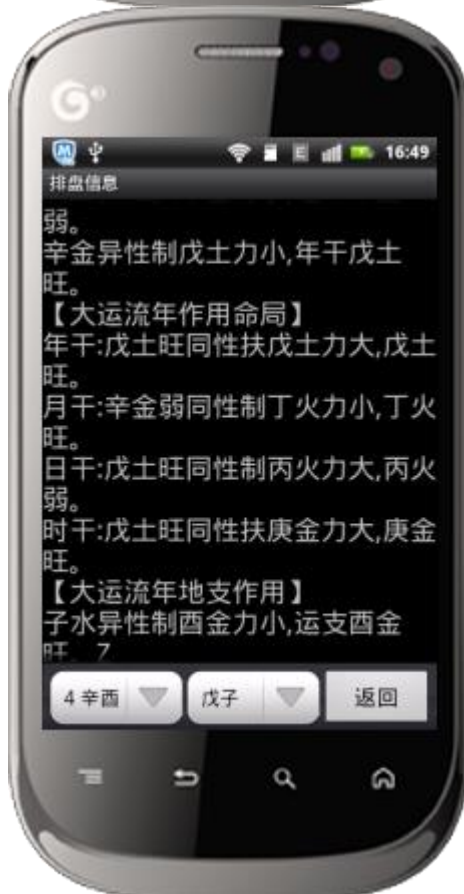 16:49
排盘信息
弱。
辛金异性制戊土力小,年干戊土
旺。
【大运流年作用命局】
年干:戊土旺同性扶戊土力大,戊土
旺。
月干:辛金弱同性制丁火力小,丁火
旺。
日干:戊土旺同性制丙火力大,丙火
弱。
时干:戊土旺同性扶庚金力大,庚金
旺。
【大运流年地支作用】
子水异性制酉金力小,运支酉金
4 辛酉
戊子
返回